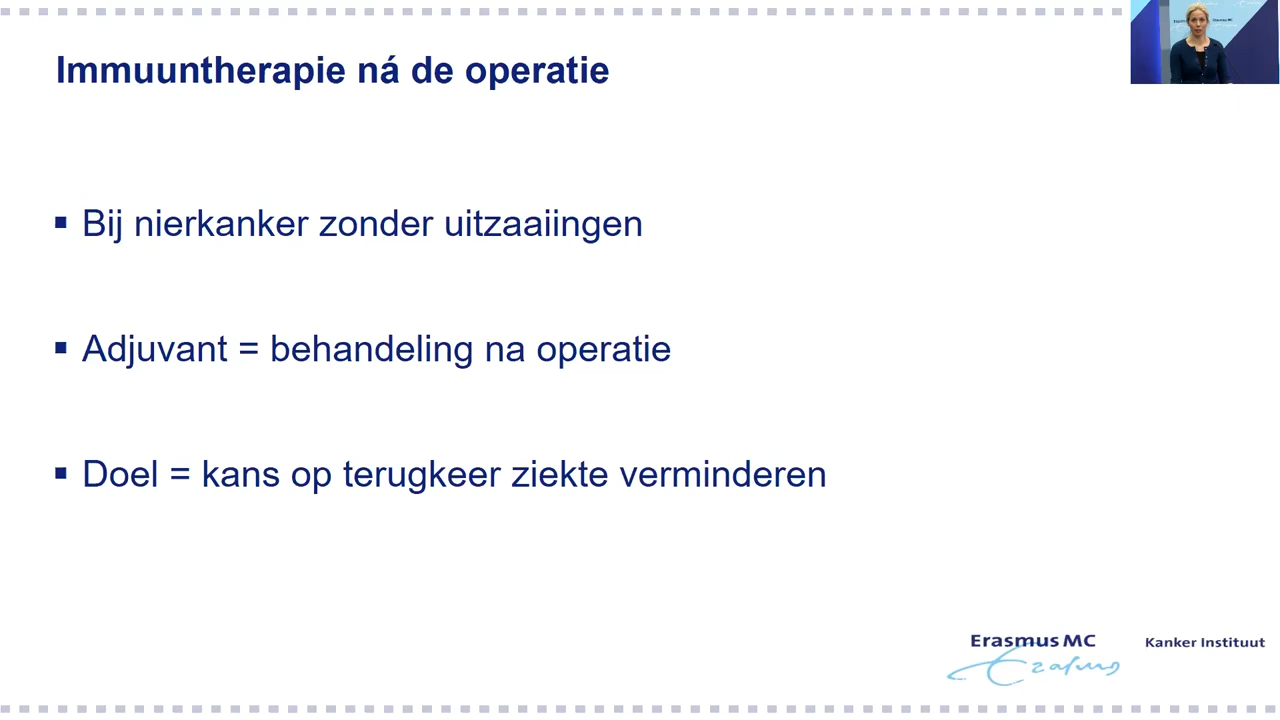 Immuuntherapie ná de operatie
Bij nierkanker zonder uitzaaiingen
Adjuvant = behandeling na operatie
Doel = kans op terugkeer ziekte verminderen
Erasmus MC
Erasmus
Kanker Instituut